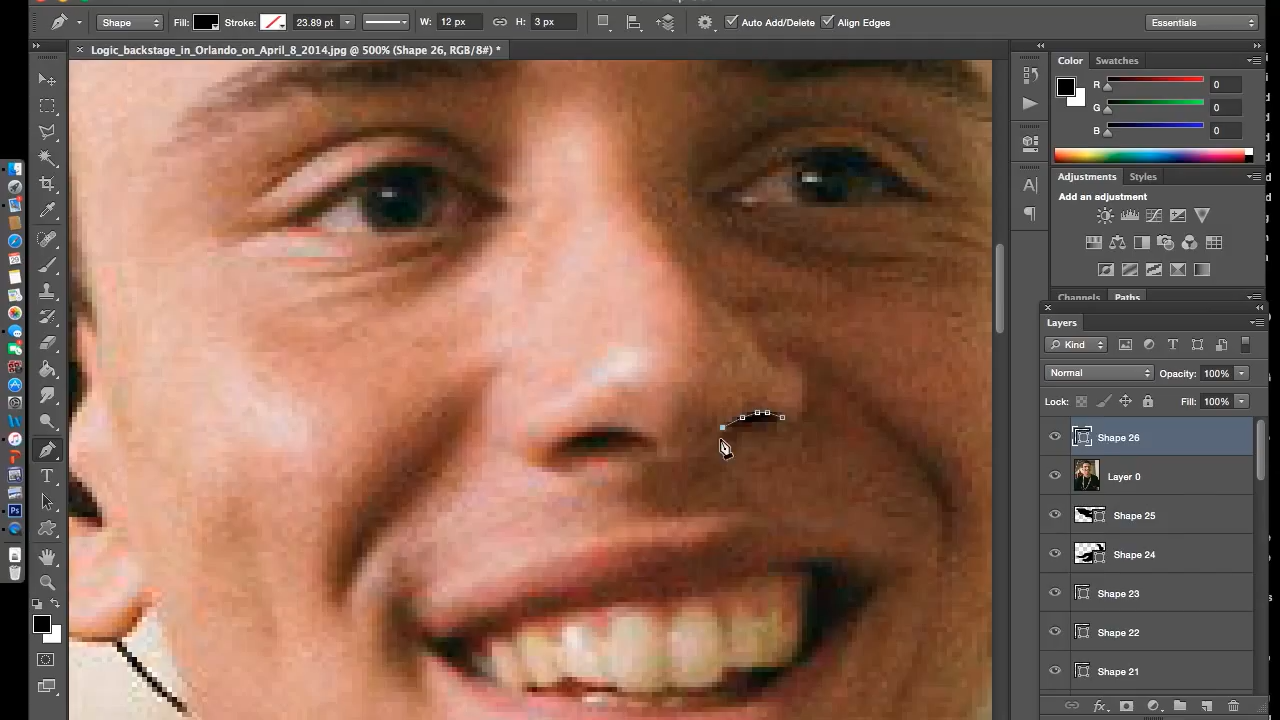 Shape Fill: Stroke: 23.89 pt W: 12 px H: 3 px Auto Add/Delete Align Edges Essentials
Logic_backstage_in_Orlando_on_April_8_2014.jpg @ 500% (Shape 26, RGB/8#) *
Color Swatches
R 0
G 0
B 0
Adjustments Styles
Add an adjustment
Channels Paths
Layers
Kind
Normal Opacity: 100%
Lock: Fill: 100%
Shape 26
Layer 0
Shape 25
Shape 24
Shape 23
Shape 22
Shape 21